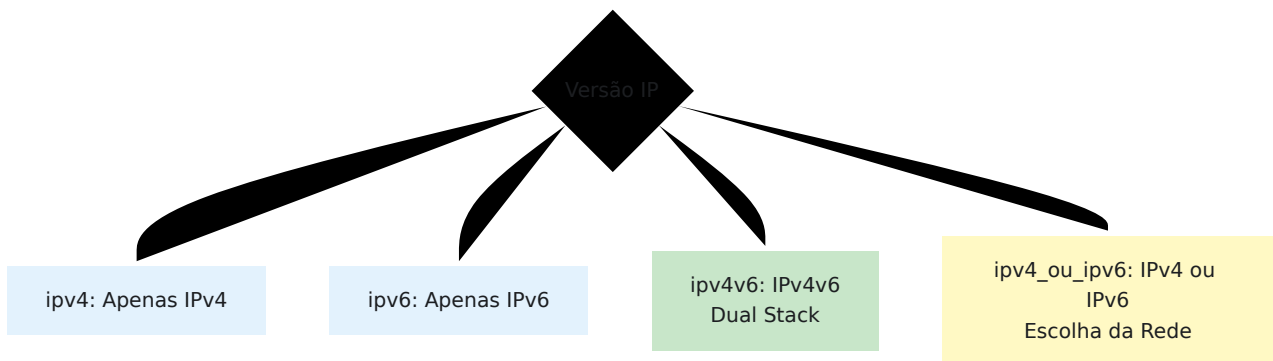 Versão IP
ipv4: Apenas IPv4
ipv6: Apenas IPv6
ipv4v6: IPv4v6
Dual Stack
ipv4_ou_ipv6: IPv4 ou
IPv6
Escolha da Rede